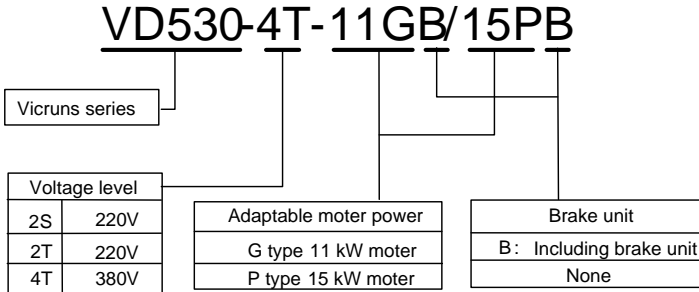 VD530-4T-11GB/15PB
Vicruns series
Voltage level
2S 220V
2T 220V
4T 380V
Adaptable moter power
G type 11 kW moter
P type 15 kW moter
Brake unit
B: Including brake unit
None